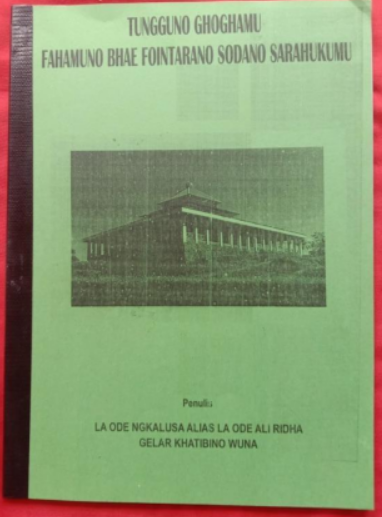 TUNGGUNO GHOGHAMU
FAHAMUNO BHAE FOINTARANO SODANO SARAHUKUMU
Penulis
LA ODE NGKALUSA ALIAS LA ODE ALI RIDHA
GELAR KHATIBINO WUNA